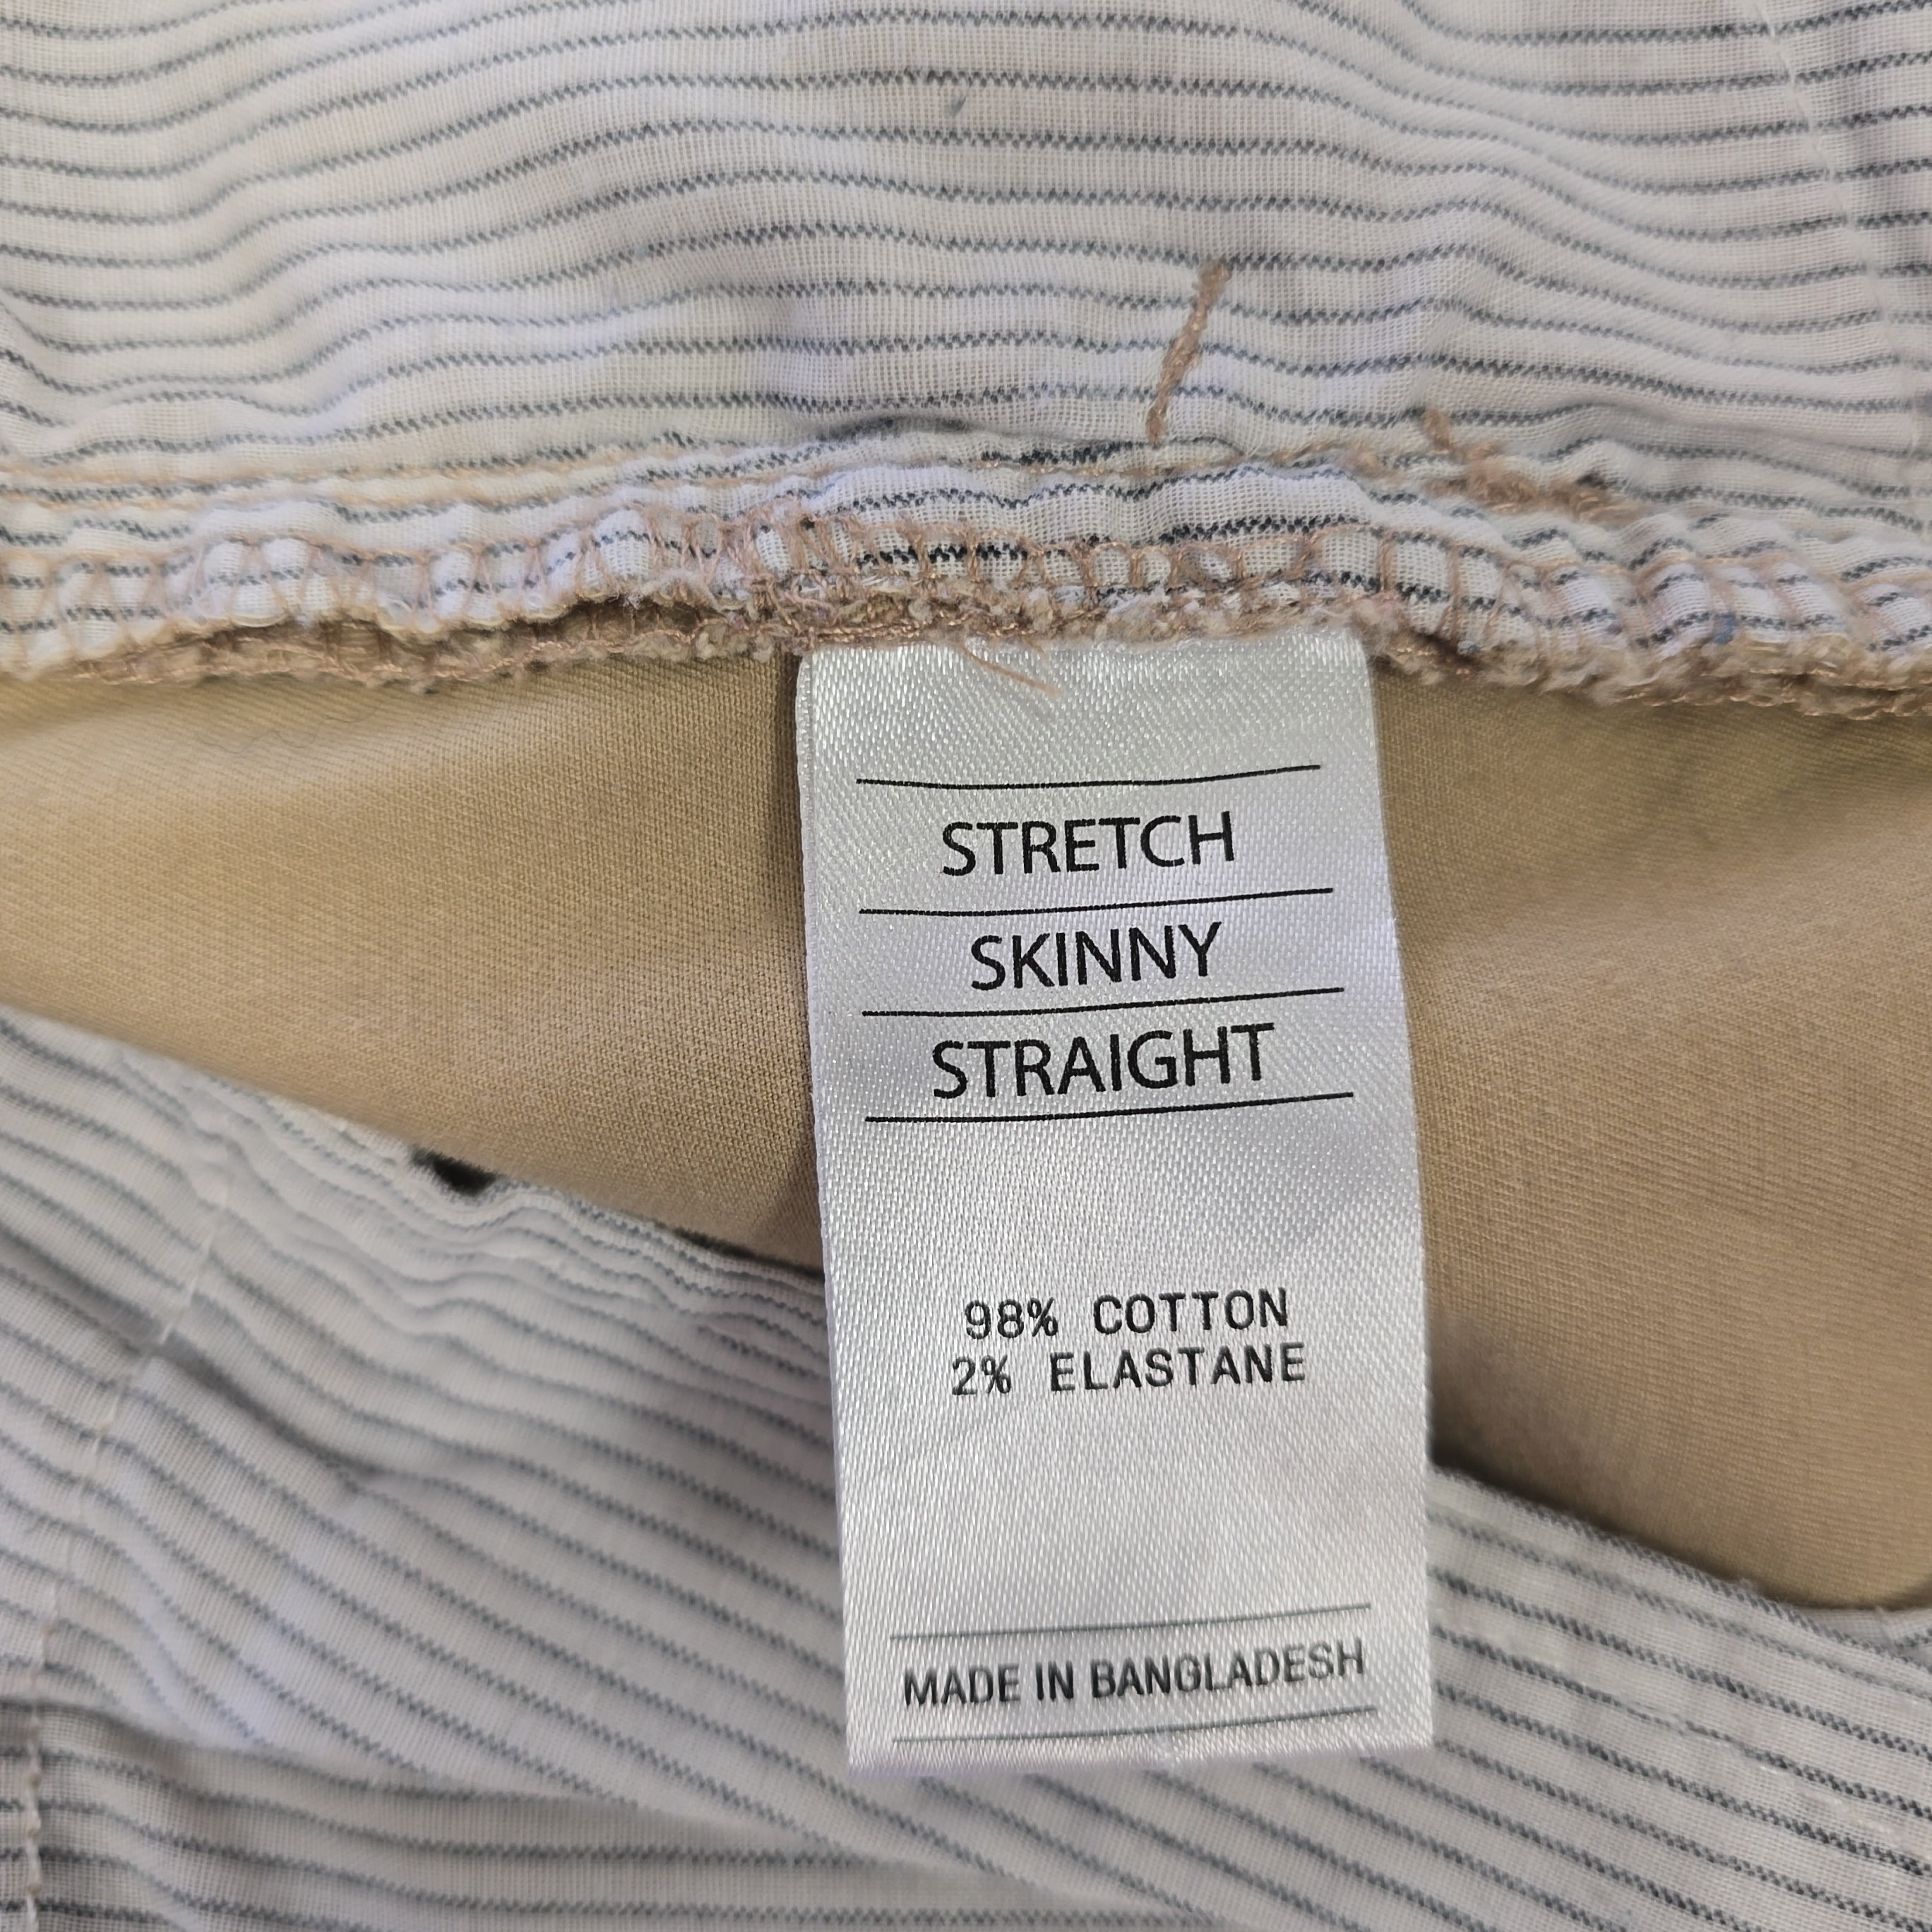 STRETCH
SKINNY
STRAIGHT
98% COTTON
2% ELASTANE
MADE IN BANGLADESH